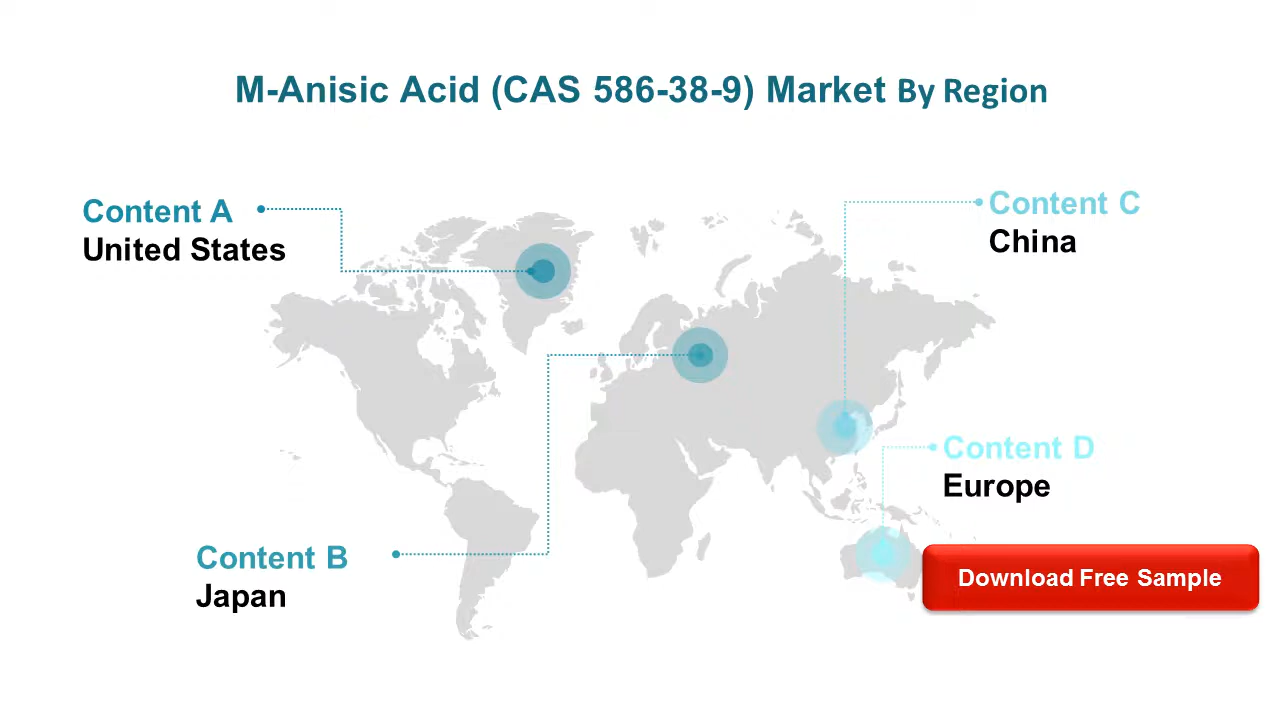 M-Anisic Acid (CAS 586-38-9) Market By Region
Content A
United States
Content C
China
Content D
Europe
Content B
Japan
Download Free Sample